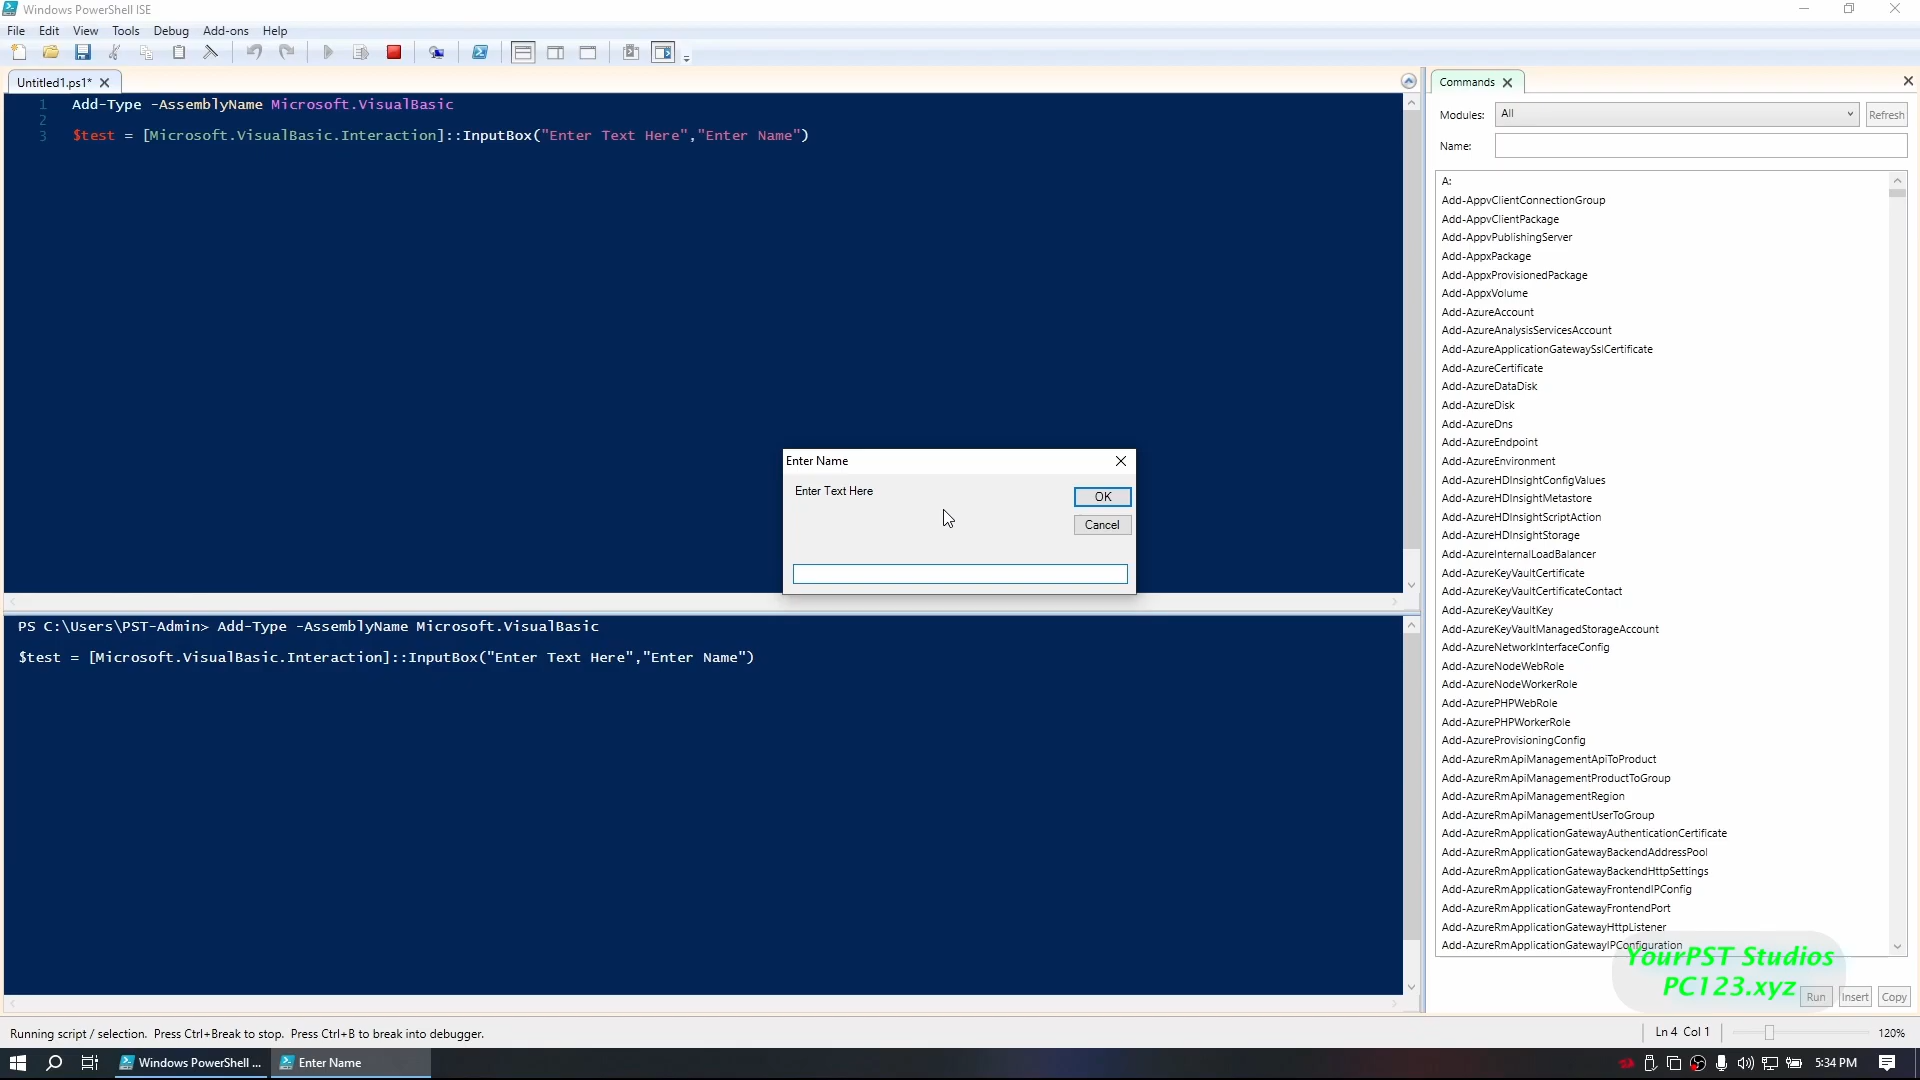 Windows PowerShell ISE
File Edit View Tools Debug Add-ons Help
Untitled1.ps1*
1 Add-Type -AssemblyName Microsoft.VisualBasic
2
3 $test = [Microsoft.VisualBasic.Interaction]::InputBox("Enter Text Here","Enter Name")
Enter Name
Enter Text Here
OK
Cancel
PS C:\Users\PST-Admin> Add-Type -AssemblyName Microsoft.VisualBasic
$test = [Microsoft.VisualBasic.Interaction]::InputBox("Enter Text Here","Enter Name")
Commands
Modules: All Refresh
Name:
A:
Add-AppvClientConnectionGroup
Add-AppvClientPackage
Add-AppvPublishingServer
Add-AppxPackage
Add-AppxProvisionedPackage
Add-AppxVolume
Add-AzureAccount
Add-AzureAnalysisServicesAccount
Add-AzureApplicationGatewaySslCertificate
Add-AzureCertificate
Add-AzureDataDisk
Add-AzureDisk
Add-AzureDns
Add-AzureEndpoint
Add-AzureEnvironment
Add-AzureHDInsightConfigValues
Add-AzureHDInsightMetastore
Add-AzureHDInsightScriptAction
Add-AzureHDInsightStorage
Add-AzureInternalLoadBalancer
Add-AzureKeyVaultCertificate
Add-AzureKeyVaultCertificateContact
Add-AzureKeyVaultKey
Add-AzureKeyVaultManagedStorageAccount
Add-AzureNetworkInterfaceConfig
Add-AzureNodeWebRole
Add-AzureNodeWorkerRole
Add-AzurePHPWebRole
Add-AzurePHPWorkerRole
Add-AzureProvisioningConfig
Add-AzureRmApiManagementApiToProduct
Add-AzureRmApiManagementProductToGroup
Add-AzureRmApiManagementRegion
Add-AzureRmApiManagementUserToGroup
Add-AzureRmApplicationGatewayAuthenticationCertificate
Add-AzureRmApplicationGatewayBackendAddressPool
Add-AzureRmApplicationGatewayBackendHttpSettings
Add-AzureRmApplicationGatewayFrontendIPConfig
Add-AzureRmApplicationGatewayFrontendPort
Add-AzureRmApplicationGatewayHttpListener
Add-AzureRmApplicationGatewayIPConfiguration
YourPST Studios
PC123.xyz
Run Insert Copy
Running script / selection. Press Ctrl+Break to stop. Press Ctrl+B to break into debugger.
Ln 4 Col 1 120%
Windows PowerShell ... Enter Name 5:34 PM